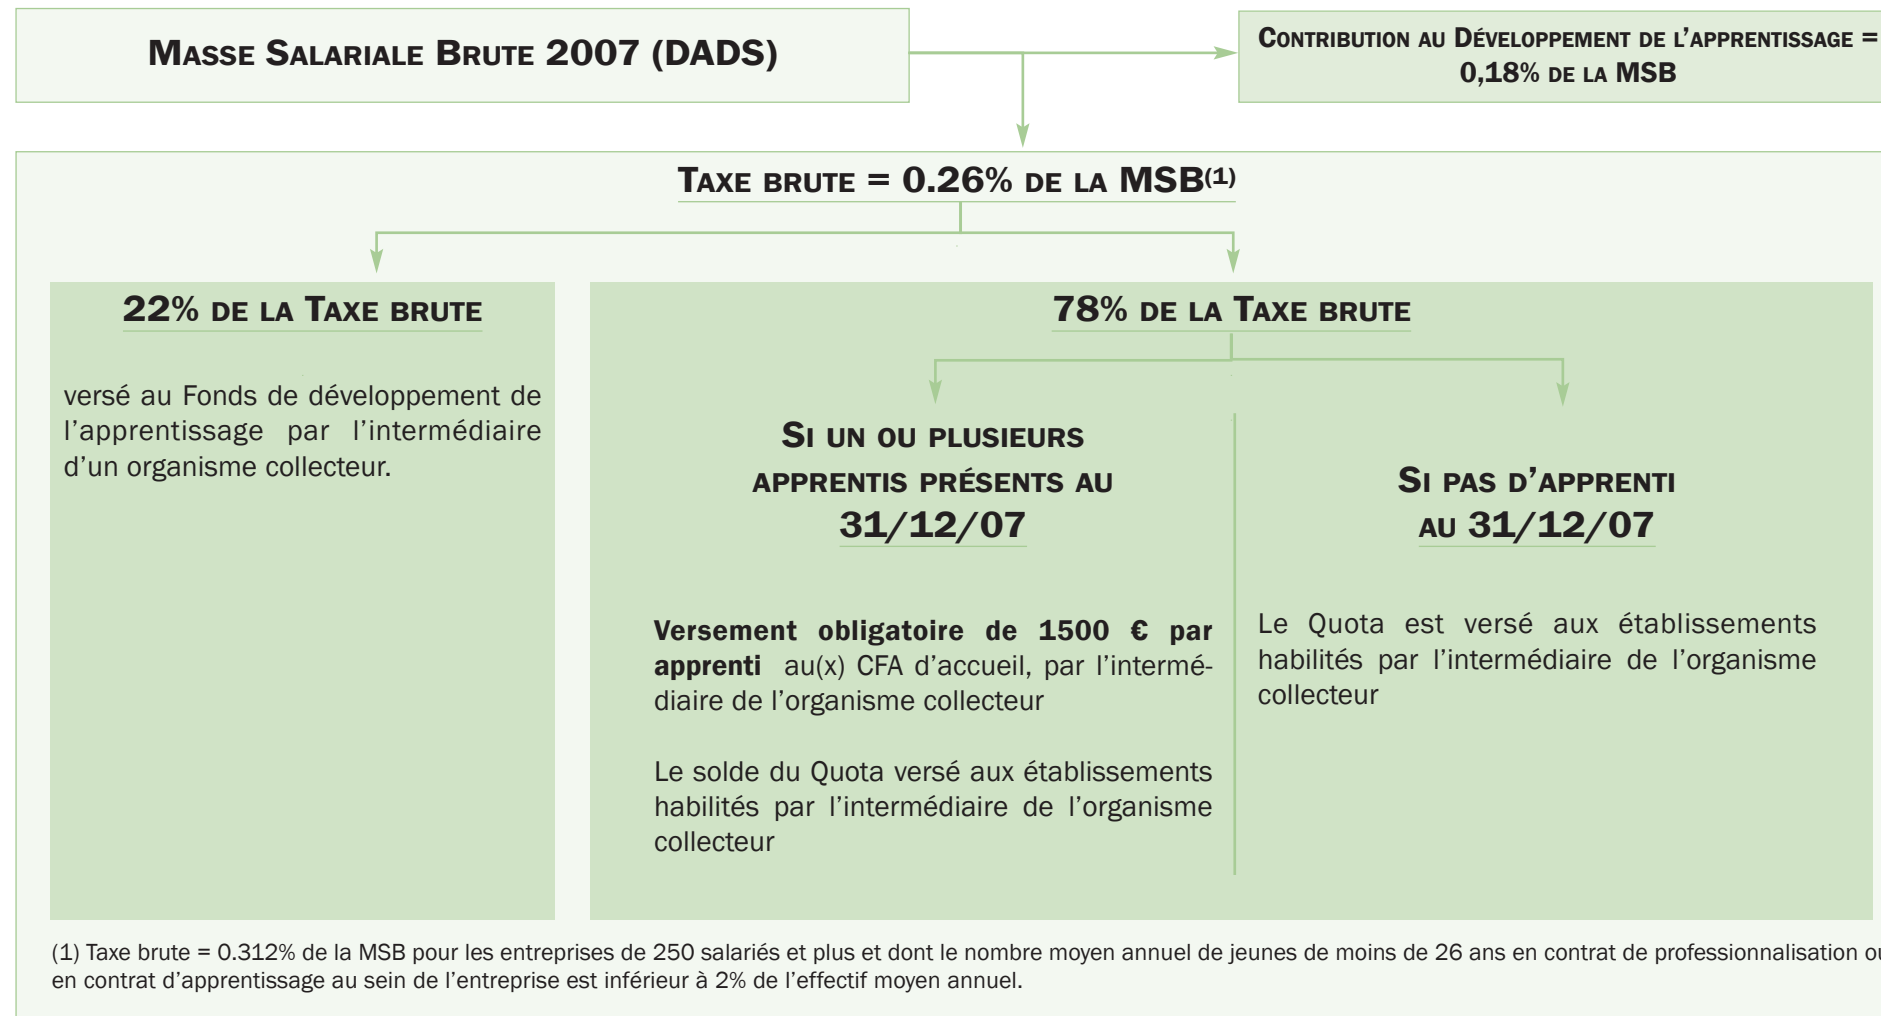 MASSE SALARIALE BRUTE 2007 (DADS)
CONTRIBUTION AU DÉVELOPPEMENT DE L'APPRENTISSAGE =
0,18% DE LA MSB
TAXE BRUTE = 0.26% DE LA MSB(1)
22% DE LA TAXE BRUTE
versé au Fonds de développement de
l'apprentissage par l'intermédiaire
d'un organisme collecteur.
78% DE LA TAXE BRUTE
SI UN OU PLUSIEURS
APPRENTIS PRÉSENTS AU
31/12/07
Versement obligatoire de 1500 € par
apprenti au(x) CFA d'accueil, par l'intermé-
diaire de l'organisme collecteur
Le solde du Quota versé aux établissements
habilités par l'intermédiaire de l'organisme
collecteur
SI PAS D'APPRENTI
AU 31/12/07
Le Quota est versé aux établissements
habilités par l'intermédiaire de l'organisme
collecteur
(1) Taxe brute = 0.312% de la MSB pour les entreprises de 250 salariés et plus et dont le nombre moyen annuel de jeunes de moins de 26 ans en contrat de professionnalisation ou
en contrat d'apprentissage au sein de l'entreprise est inférieur à 2% de l'effectif moyen annuel.